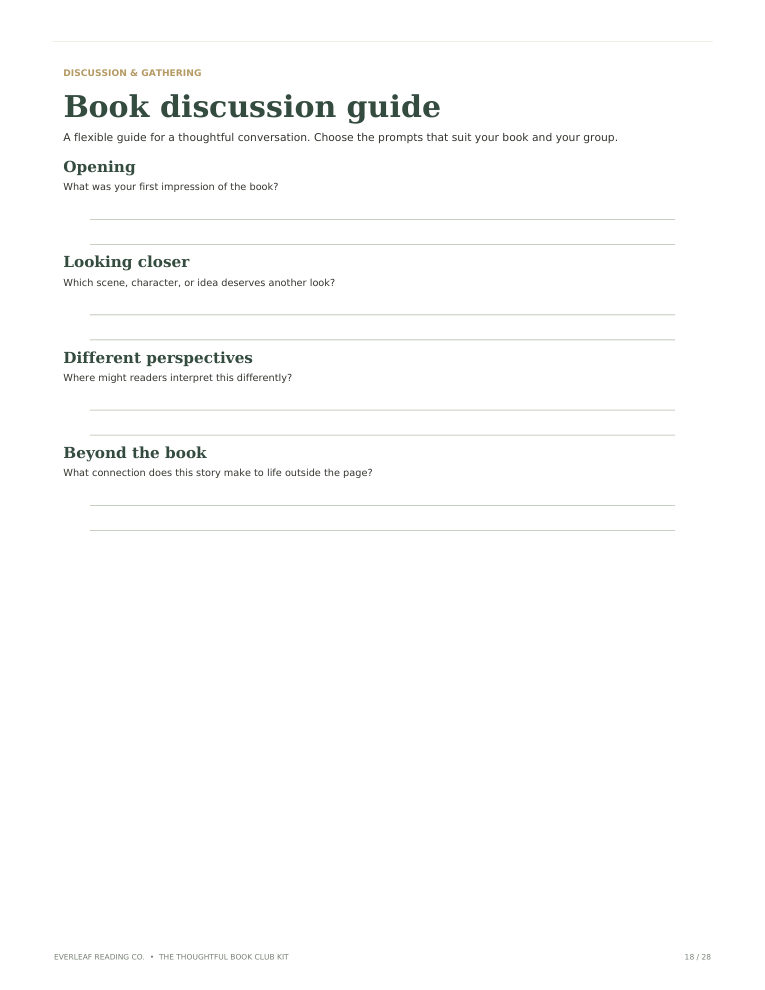 DISCUSSION & GATHERING
Book discussion guide
A flexible guide for a thoughtful conversation. Choose the prompts that suit your book and your group.
Opening
What was your first impression of the book?
Looking closer
Which scene, character, or idea deserves another look?
Different perspectives
Where might readers interpret this differently?
Beyond the book
What connection does this story make to life outside the page?
EVERLEAF READING CO. • THE THOUGHTFUL BOOK CLUB KIT 18 / 28